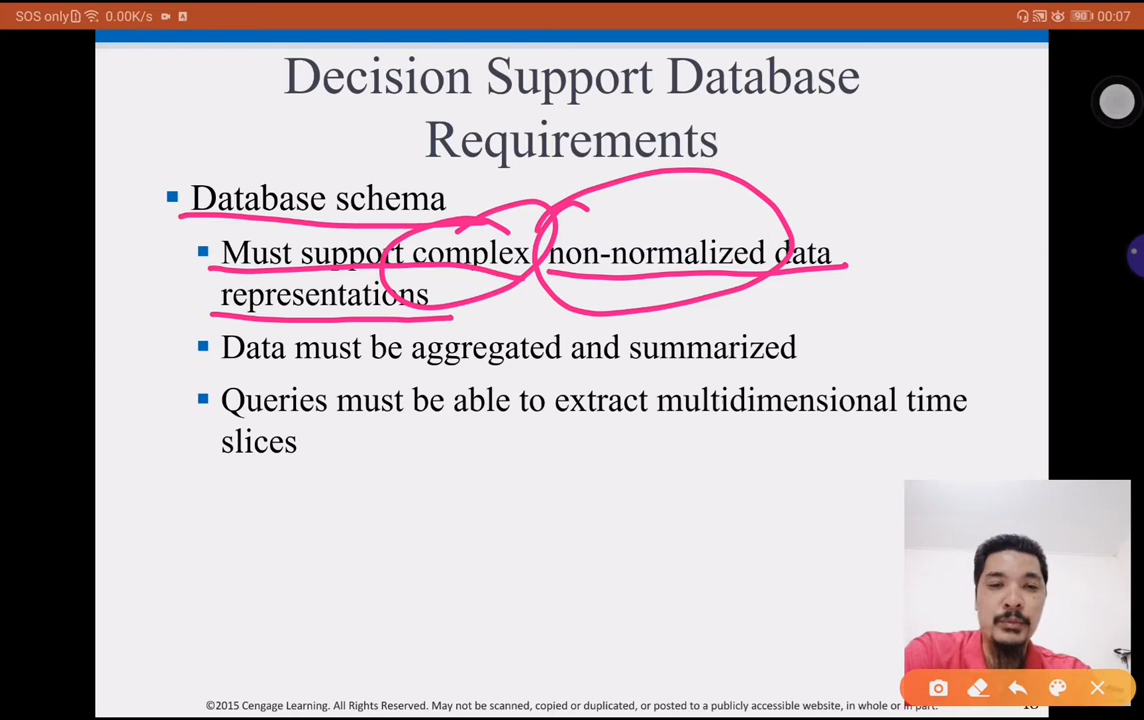 SOS only 0.00K/s A 90 00:07
Decision Support Database
Requirements
Database schema
Must support complex non-normalized data
representations
Data must be aggregated and summarized
Queries must be able to extract multidimensional time
slices
©2015 Cengage Learning. All Rights Reserved. May not be scanned, copied or duplicated, or posted to a publicly accessible website, in whole or in part.